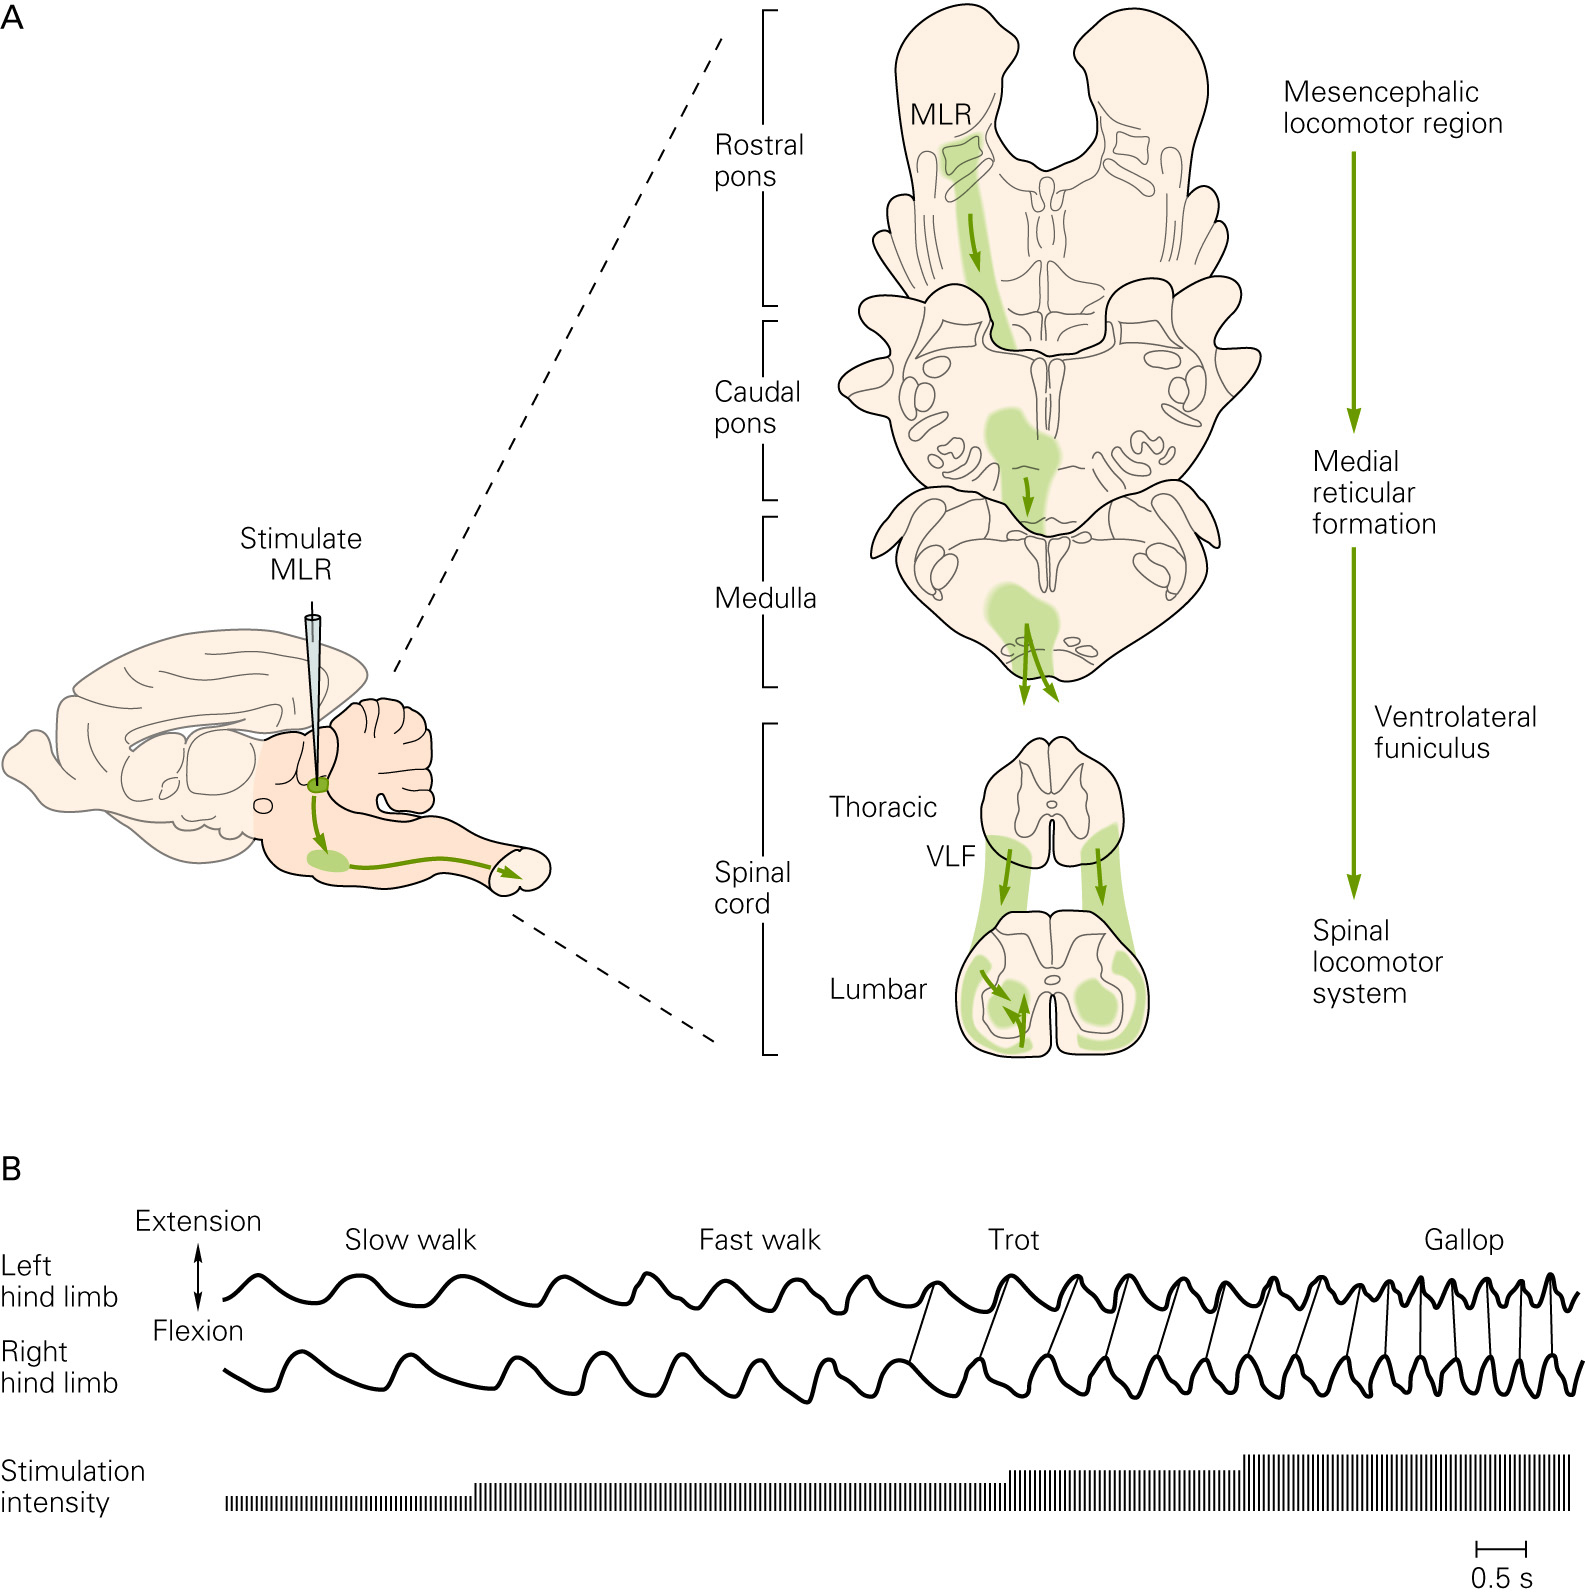 A
Stimulate
MLR
Rostral
pons
Caudal
pons
Medulla
Spinal
cord
MLR
Thoracic
VLF
Lumbar
Mesencephalic
locomotor region
Medial
reticular
formation
Ventrolateral
funiculus
Spinal
locomotor
system
B
Extension
Flexion
Slow walk
Fast walk
Trot
Gallop
Left
hind limb
Right
hind limb
Stimulation
intensity
0.5 s